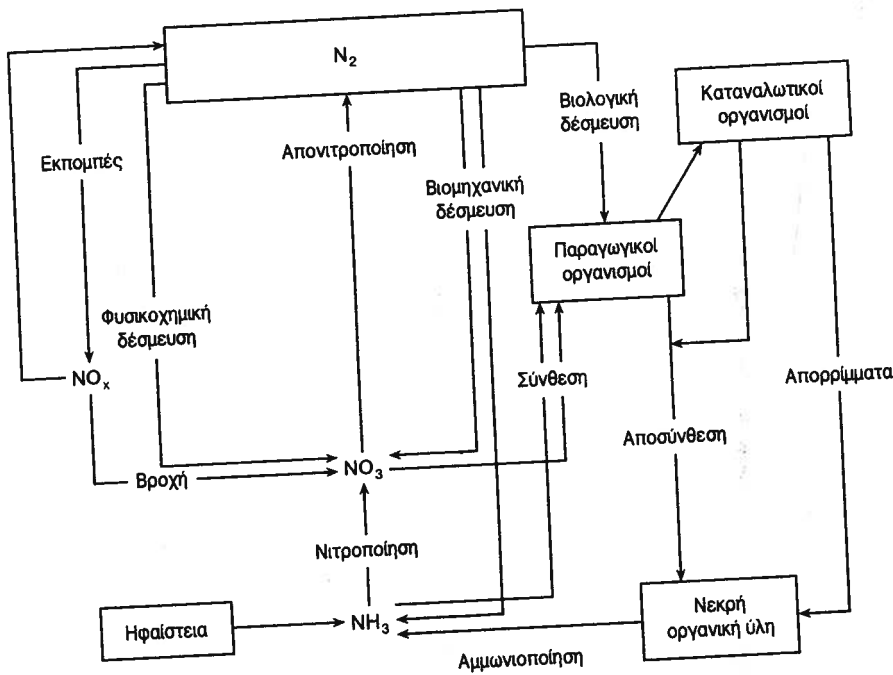 N₂
Βιολογική
δέσμευση
Καταναλωτικοί
οργανισμοί
Εκπομπές
Απονιτροποίηση
Βιομηχανική
δέσμευση
Παραγωγικοί
οργανισμοί
Φυσικοχημική
δέσμευση
NOₓ
Σύνθεση
Απορρίμματα
Αποσύνθεση
Βροχή
NO₃
Νιτροποίηση
Ηφαίστεια
NH₃
Νεκρή
οργανική ύλη
Αμμωνιοποίηση